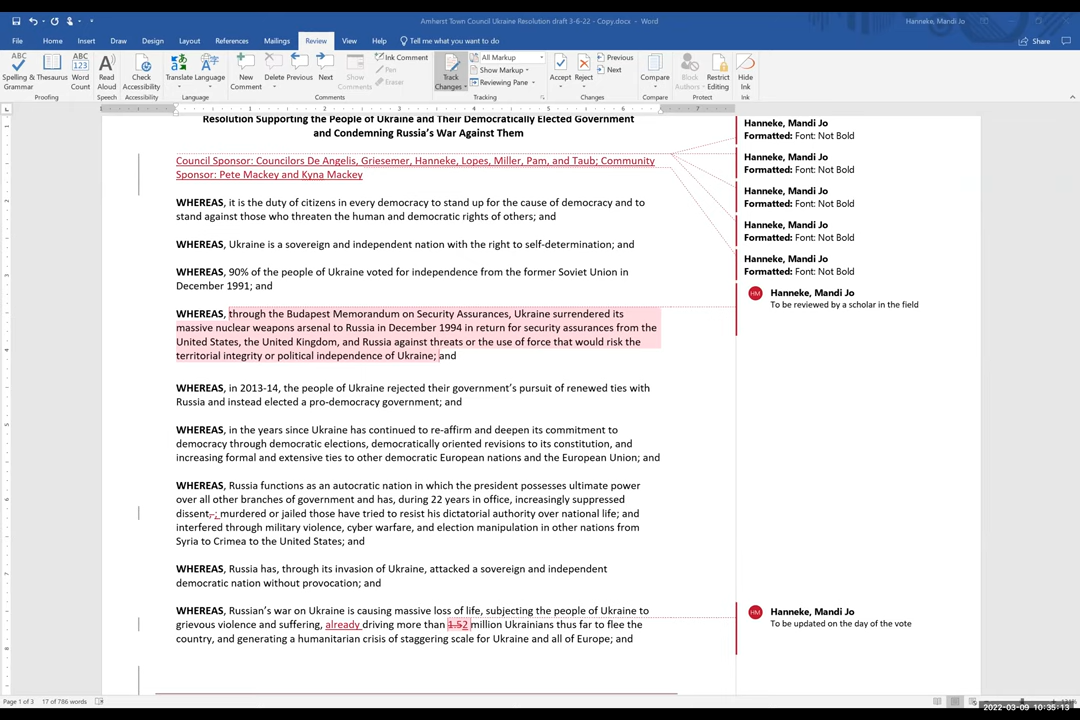 Amherst Town Council Ukraine Resolution draft 3-6-22 - Copy.docx - Word
Hanneke, Mandi Jo
File Home Insert Draw Design Layout References Mailings Review View Help Tell me what you want to do
Share
Spelling & Grammar
Thesaurus
Word Count
Read Aloud
Check Accessibility
Translate
Language
New Comment
Delete
Previous
Next
Show Comments
Ink Comment
Pen
Eraser
Track Changes
All Markup
Show Markup
Reviewing Pane
Accept
Reject
Previous
Next
Compare
Block Authors
Restrict Editing
Hide Ink
Proofing
Speech
Accessibility
Language
Comments
Tracking
Changes
Compare
Protect
Ink
Resolution Supporting the People of Ukraine and Their Democratically Elected Government
and Condemning Russia's War Against Them
Council Sponsor: Councilors De Angelis, Griesemer, Hanneke, Lopes, Miller, Pam, and Taub; Community
Sponsor: Pete Mackey and Kyna Mackey
WHEREAS, it is the duty of citizens in every democracy to stand up for the cause of democracy and to
stand against those who threaten the human and democratic rights of others; and
WHEREAS, Ukraine is a sovereign and independent nation with the right to self-determination; and
WHEREAS, 90% of the people of Ukraine voted for independence from the former Soviet Union in
December 1991; and
WHEREAS, through the Budapest Memorandum on Security Assurances, Ukraine surrendered its
massive nuclear weapons arsenal to Russia in December 1994 in return for security assurances from the
United States, the United Kingdom, and Russia against threats or the use of force that would risk the
territorial integrity or political independence of Ukraine; and
WHEREAS, in 2013-14, the people of Ukraine rejected their government's pursuit of renewed ties with
Russia and instead elected a pro-democracy government; and
WHEREAS, in the years since Ukraine has continued to re-affirm and deepen its commitment to
democracy through democratic elections, democratically oriented revisions to its constitution, and
increasing formal and extensive ties to other democratic European nations and the European Union; and
WHEREAS, Russia functions as an autocratic nation in which the president possesses ultimate power
over all other branches of government and has, during 22 years in office, increasingly suppressed
dissent,; murdered or jailed those have tried to resist his dictatorial authority over national life; and
interfered through military violence, cyber warfare, and election manipulation in other nations from
Syria to Crimea to the United States; and
WHEREAS, Russia has, through its invasion of Ukraine, attacked a sovereign and independent
democratic nation without provocation; and
WHEREAS, Russian's war on Ukraine is causing massive loss of life, subjecting the people of Ukraine to
grievous violence and suffering, already driving more than 1.52 million Ukrainians thus far to flee the
country, and generating a humanitarian crisis of staggering scale for Ukraine and all of Europe; and
Hanneke, Mandi Jo
Formatted: Font: Not Bold
Hanneke, Mandi Jo
Formatted: Font: Not Bold
Hanneke, Mandi Jo
Formatted: Font: Not Bold
Hanneke, Mandi Jo
Formatted: Font: Not Bold
Hanneke, Mandi Jo
Formatted: Font: Not Bold
HM Hanneke, Mandi Jo
To be reviewed by a scholar in the field
HM Hanneke, Mandi Jo
To be updated on the day of the vote
Page 1 of 3 17 of 786 words
2022-03-09 10:35:13